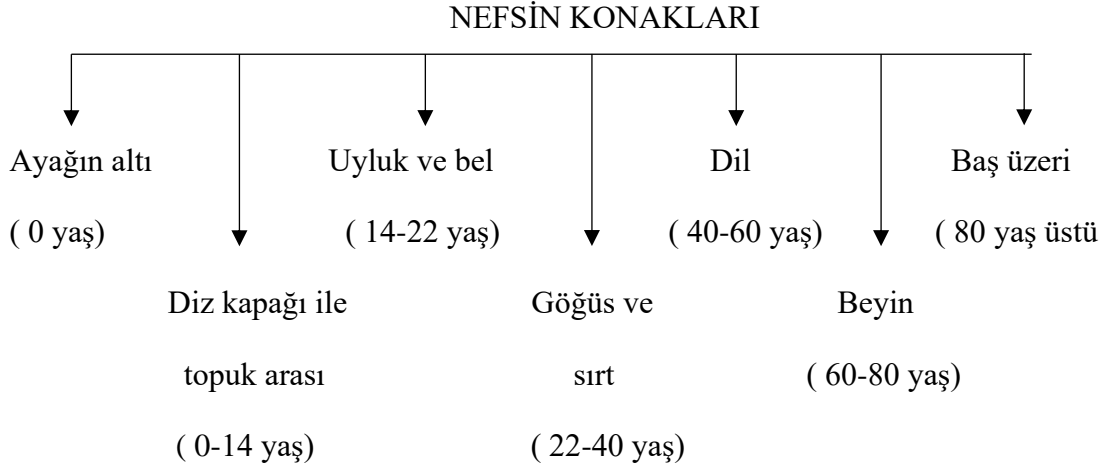 NEFSİN KONAKLARI
Ayağın altı
( 0 yaş)
Diz kapağı ile
topuk arası
( 0-14 yaş)
Uyluk ve bel
( 14-22 yaş)
Göğüs ve
sırt
( 22-40 yaş)
Dil
( 40-60 yaş)
Beyin
( 60-80 yaş)
Baş üzeri
( 80 yaş üstü